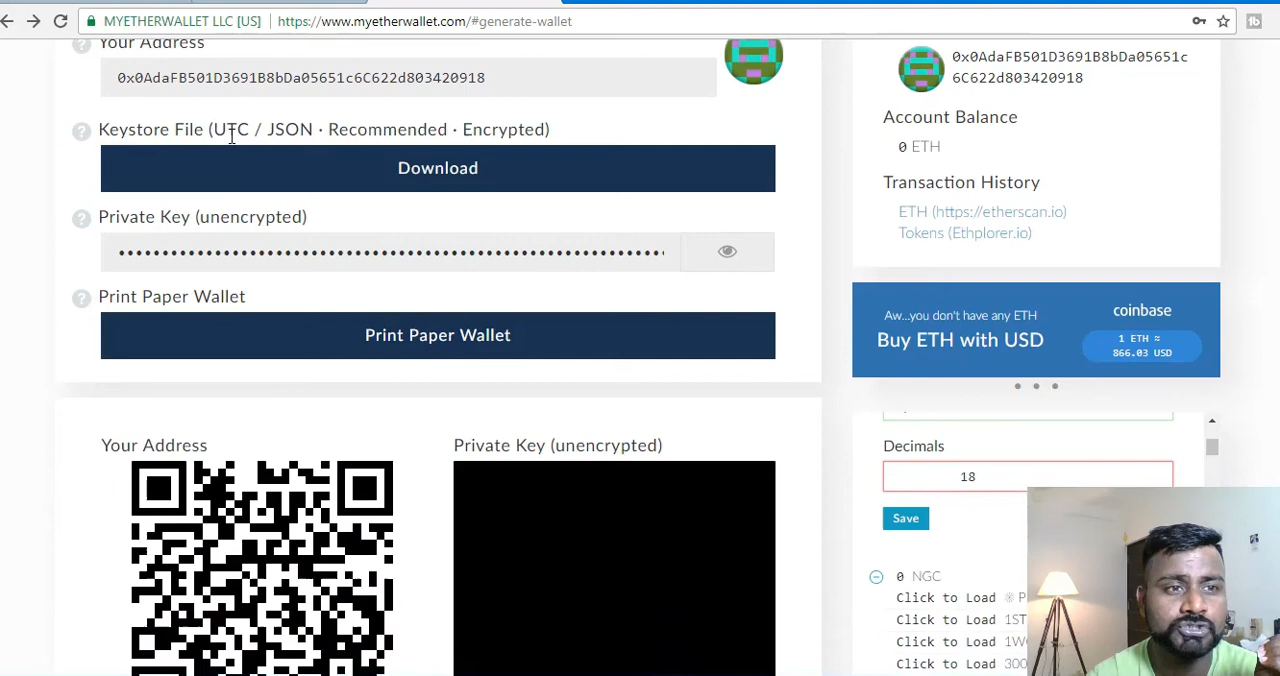 MYETHERWALLET LLC [US]
https://www.myetherwallet.com/#generate-wallet
Your Address
0x0AdaFB501D3691B8bDa05651c6C622d803420918
Keystore File (UTC / JSON · Recommended · Encrypted)
Download
Private Key (unencrypted)
Print Paper Wallet
Print Paper Wallet
Your Address
Private Key (unencrypted)
0x0AdaFB501D3691B8bDa05651c
6C622d803420918
Account Balance
0 ETH
Transaction History
ETH (https://etherscan.io)
Tokens (Ethplorer.io)
Aw...you don't have any ETH
Buy ETH with USD
coinbase
1 ETH ≈
866.03 USD
Decimals
18
Save
0 NGC
Click to Load
Click to Load 1ST
Click to Load 1W
Click to Load 300